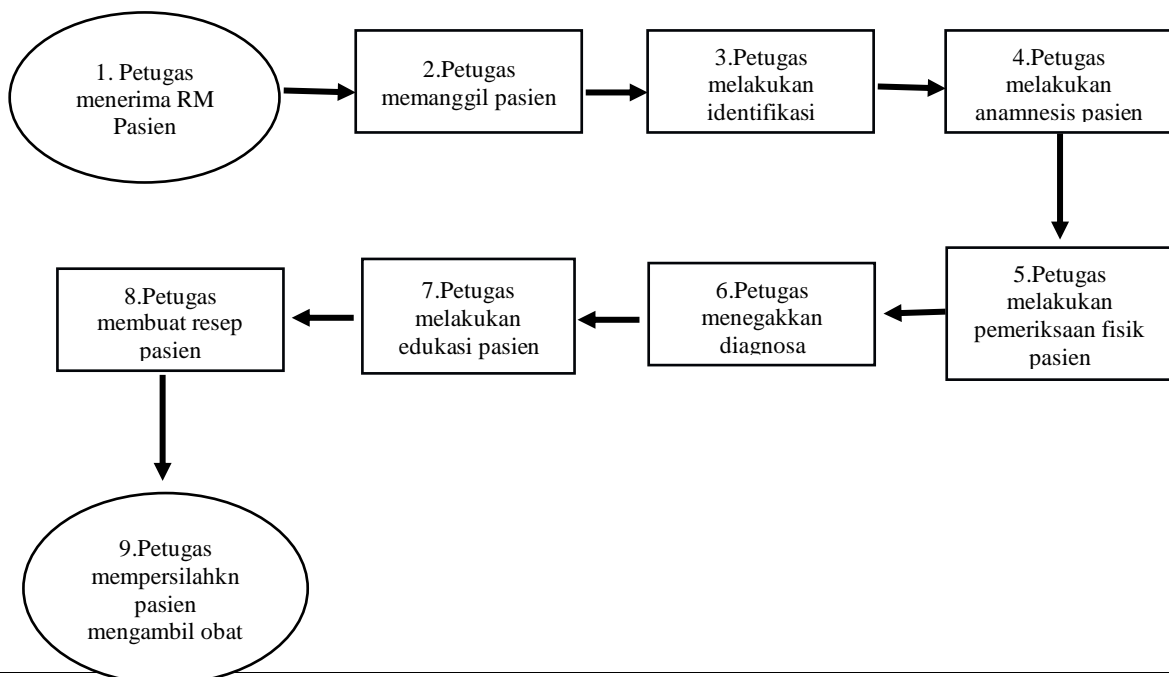 1. Petugas
menerima RM
Pasien
2.Petugas
memanggil pasien
3.Petugas
melakukan
identifikasi
4.Petugas
melakukan
anamnesis pasien
5.Petugas
melakukan
pemeriksaan fisik
pasien
6.Petugas
menegakkan
diagnosa
7.Petugas
melakukan
edukasi pasien
8.Petugas
membuat resep
pasien
9.Petugas
mempersilahkn
pasien
mengambil obat